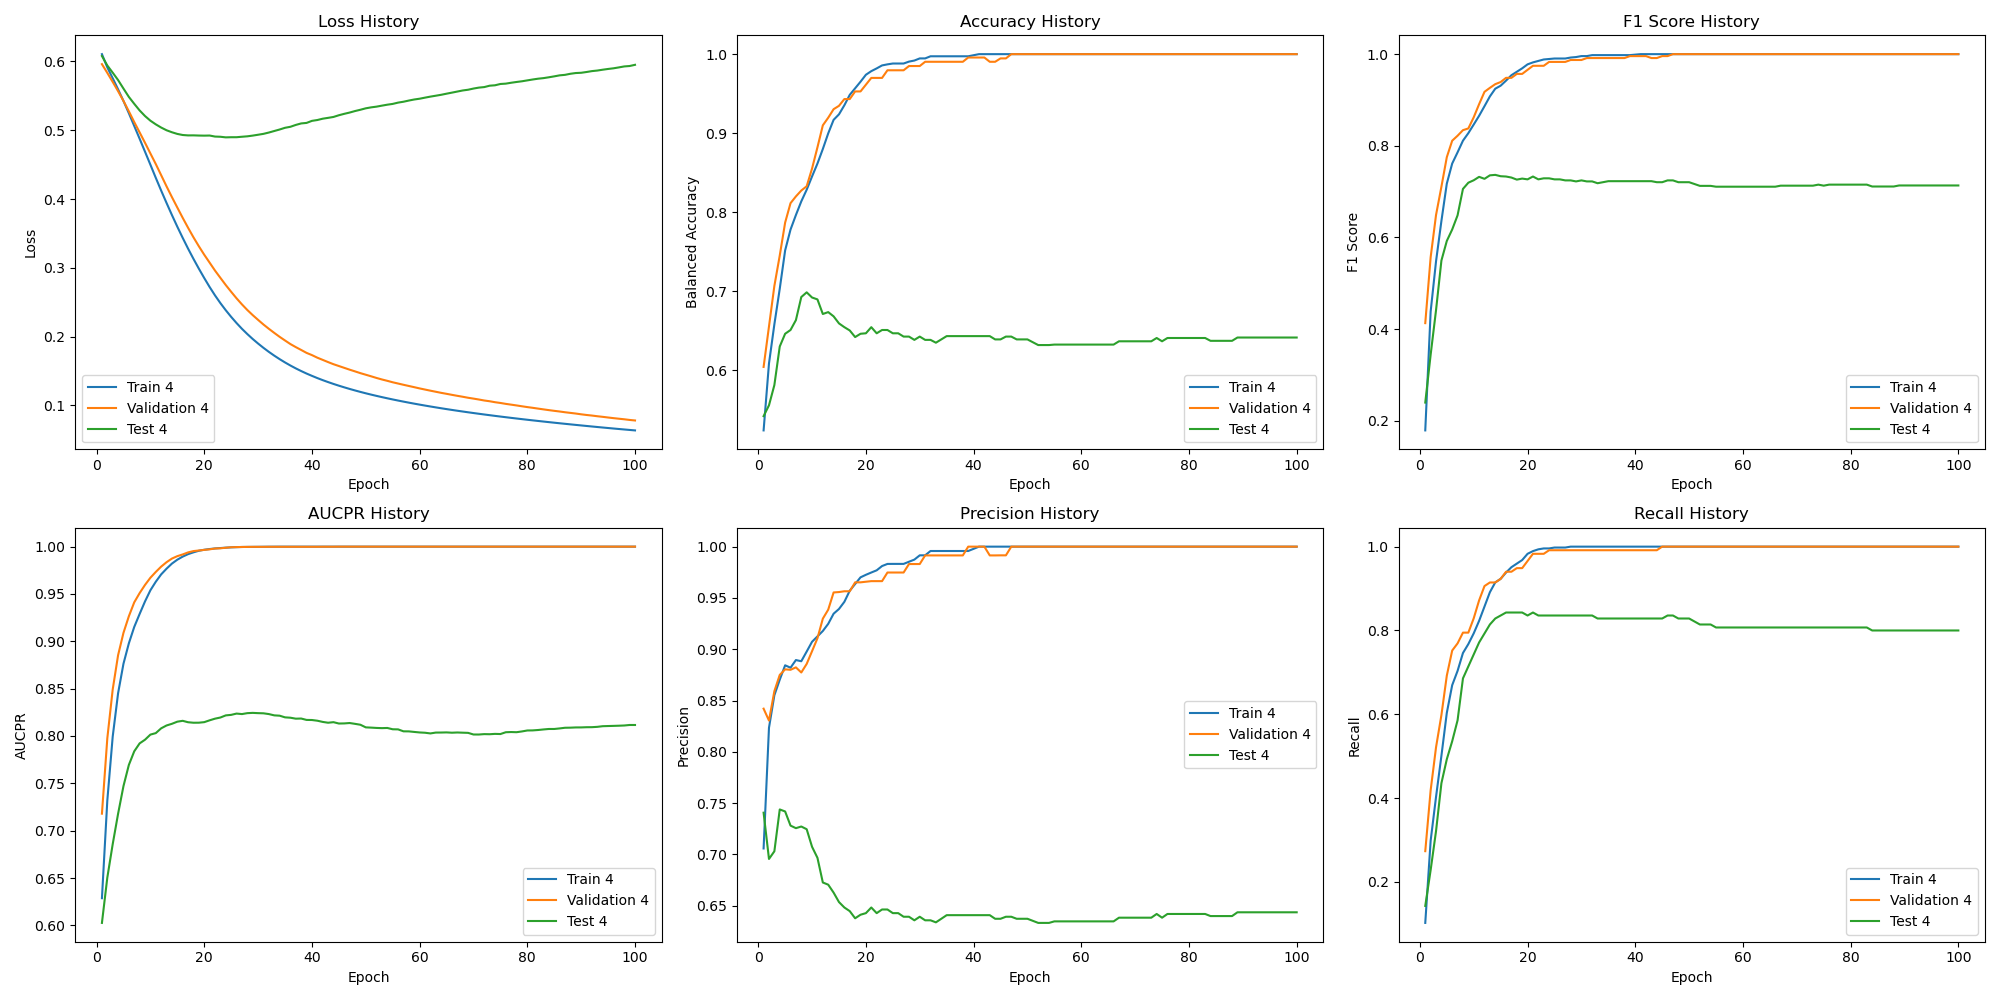 Loss History
Loss
0.6
0.5
0.4
0.3
0.2
0.1
Train 4
Validation 4
Test 4
0 20 40 60 80 100
Epoch
Accuracy History
Balanced Accuracy
1.0
0.9
0.8
0.7
0.6
Train 4
Validation 4
Test 4
0 20 40 60 80 100
Epoch
F1 Score History
F1 Score
1.0
0.8
0.6
0.4
0.2
Train 4
Validation 4
Test 4
0 20 40 60 80 100
Epoch
AUCPR History
AUCPR
1.00
0.95
0.90
0.85
0.80
0.75
0.70
0.65
0.60
Train 4
Validation 4
Test 4
0 20 40 60 80 100
Epoch
Precision History
Precision
1.00
0.95
0.90
0.85
0.80
0.75
0.70
0.65
Train 4
Validation 4
Test 4
0 20 40 60 80 100
Epoch
Recall History
Recall
1.0
0.8
0.6
0.4
0.2
Train 4
Validation 4
Test 4
0 20 40 60 80 100
Epoch